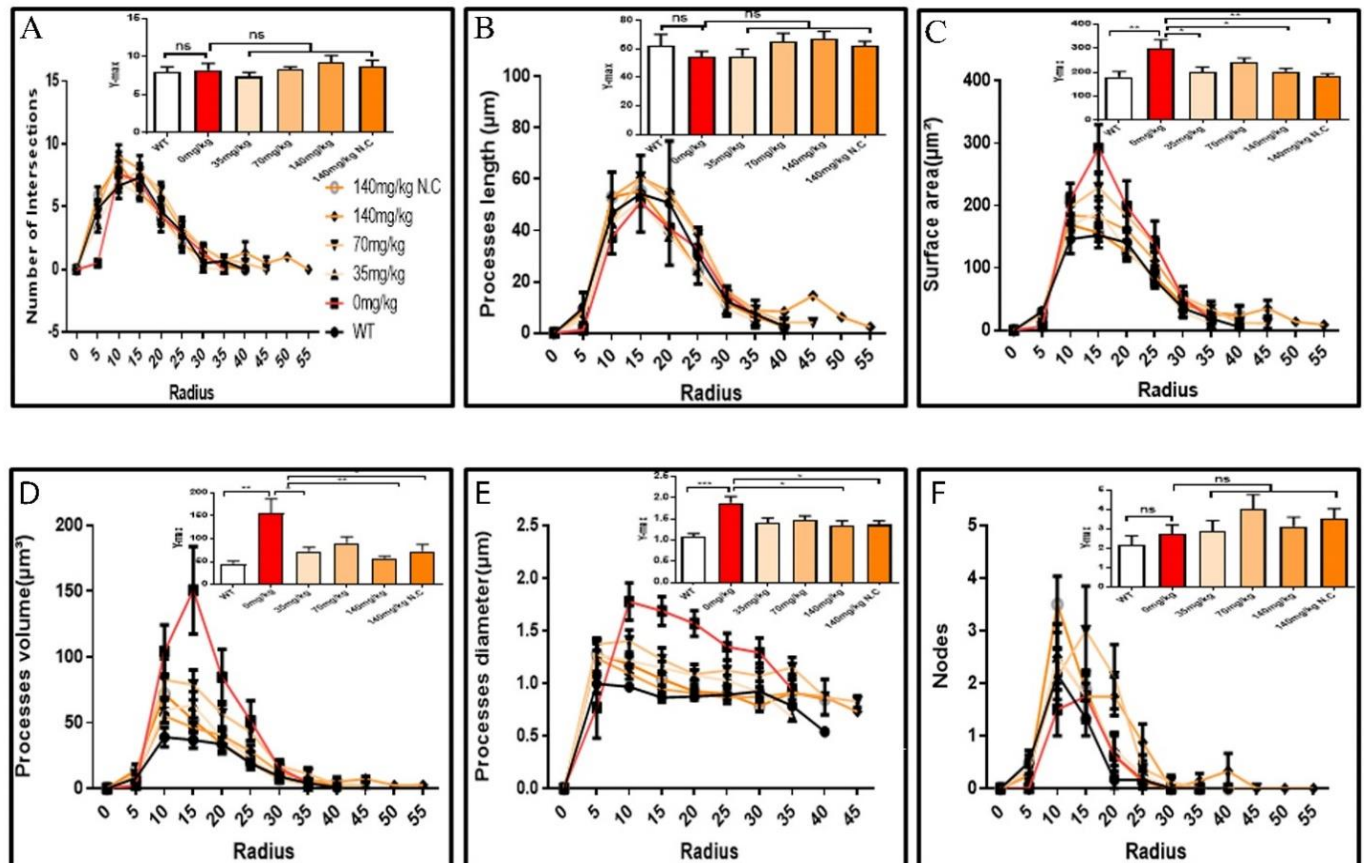 A
ns
ns
Y-max
15
10
5
0
WT
0mg/kg
35mg/kg
70mg/kg
140mg/kg
140mg/kg N.C
Number of Intersections
15
10
5
0
-5
140mg/kg N.C
140mg/kg
70mg/kg
35mg/kg
0mg/kg
WT
0 5 10 15 20 25 30 35 40 45 50 55
Radius
B
ns
ns
Y-max
80
60
40
20
0
WT
0mg/kg
35mg/kg
70mg/kg
140mg/kg
140mg/kg N.C
Processes length (µm)
100
80
60
40
20
0
0 5 10 15 20 25 30 35 40 45 50 55
Radius
C
**
**
*
*
400
300
200
100
0
WT
0mg/kg
35mg/kg
70mg/kg
140mg/kg
140mg/kg N.C
Surface area(µm²)
400
300
200
100
0
0 5 10 15 20 25 30 35 40 45 50 55
Radius
D
**
**
Y-max
200
150
100
50
0
WT
0mg/kg
35mg/kg
70mg/kg
140mg/kg
140mg/kg N.C
Processes volume(µm³)
200
150
100
50
0
0 5 10 15 20 25 30 35 40 45 50 55
Radius
E
***
*
*
Y-max
2.5
2.0
1.5
1.0
0.5
0.0
WT
0mg/kg
35mg/kg
70mg/kg
140mg/kg
140mg/kg N.C
Processes diameter(µm)
2.5
2.0
1.5
1.0
0.5
0.0
0 5 10 15 20 25 30 35 40 45
Radius
F
ns
ns
Y-max
6
5
4
3
2
1
0
WT
0mg/kg
35mg/kg
70mg/kg
140mg/kg
140mg/kg N.C
Nodes
5
4
3
2
1
0
0 5 10 15 20 25 30 35 40 45 50 55
Radius